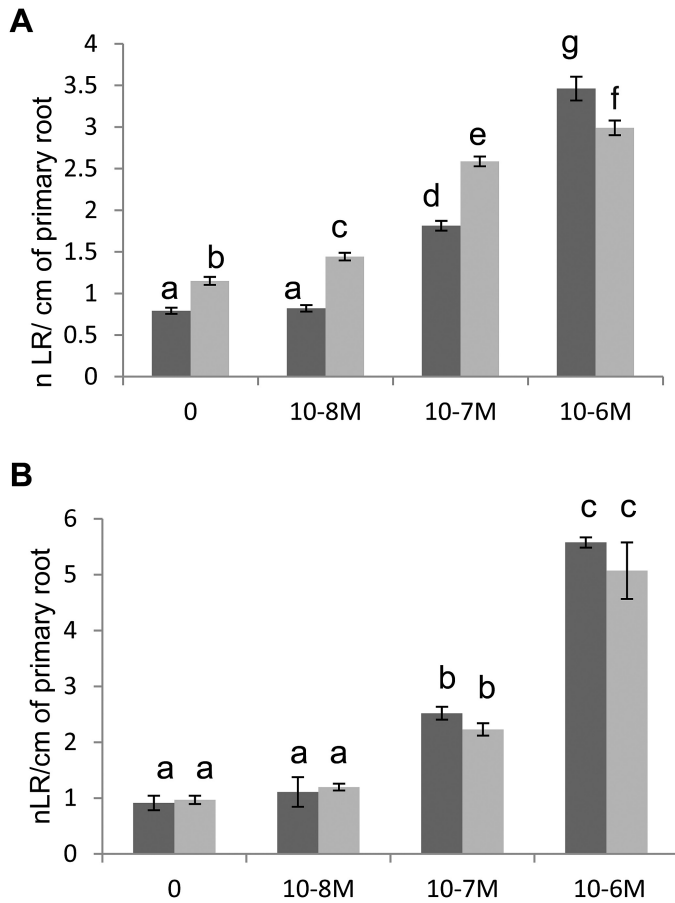 A
n LR/ cm of primary root
4
3.5
3
2.5
2
1.5
1
0.5
0
a b
a c
d e
g f
0 10-8M 10-7M 10-6M
B
nLR/cm of primary root
6
5
4
3
2
1
0
a a
a a
b b
c c
0 10-8M 10-7M 10-6M